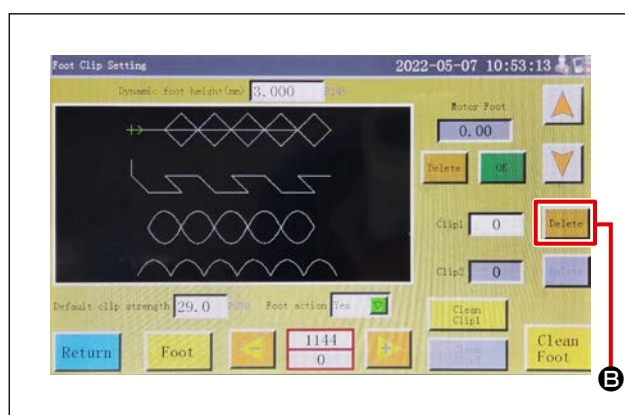 Foot Clip Setting 2022-05-07 10:53:13
Dynamic foot height(mm) 3.000 P145
Motor Foot
0.00
Delete OK
Clip1 0 Delete
Clip2 0 Delete
Default clip strength 29.0 Foot action Yes
Clean
Clip1
Return Foot - 1144 + Clean
0 Foot
B